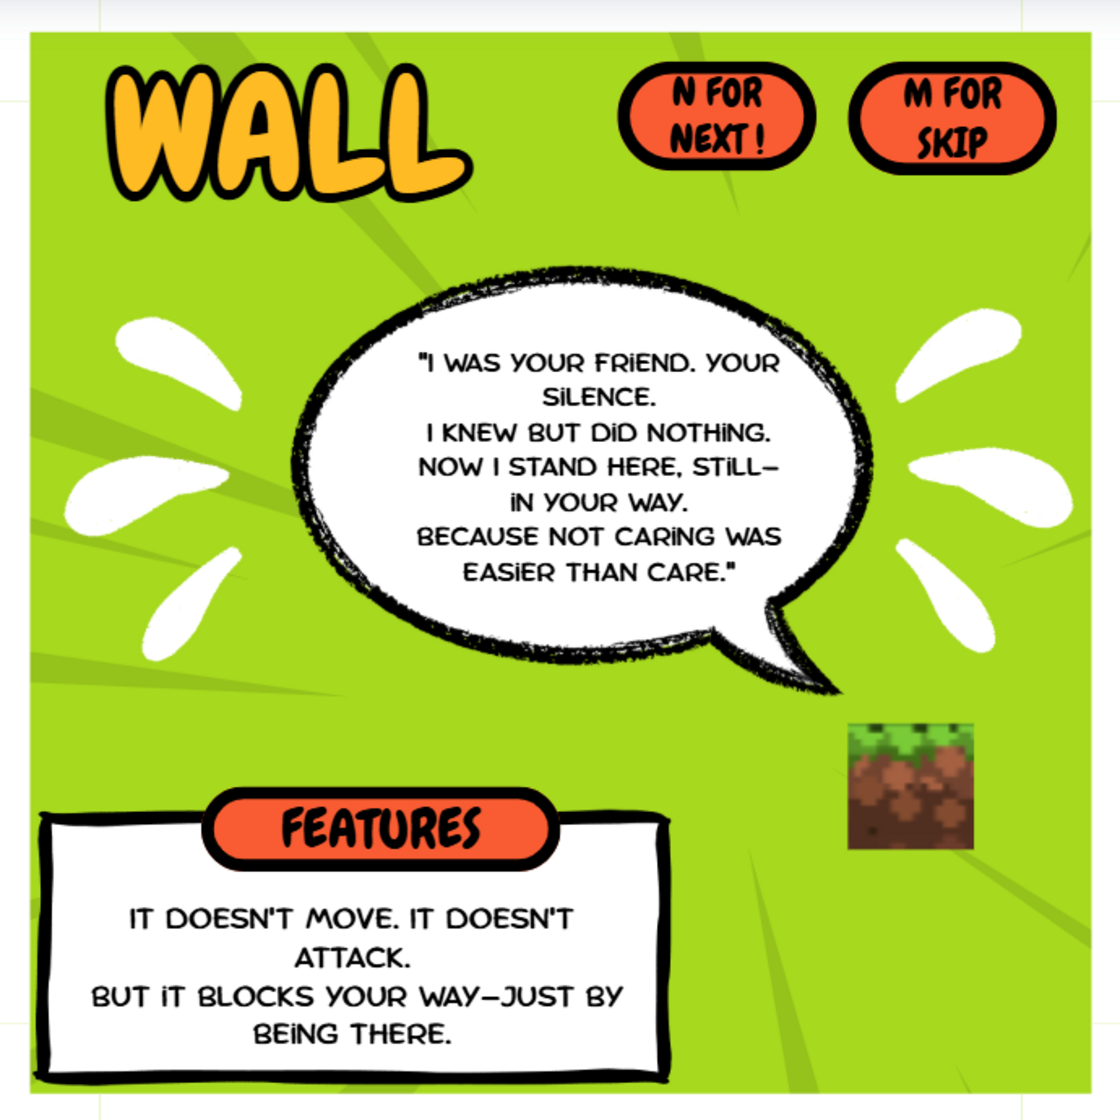 WALL
N FOR
NEXT !
M FOR
SKIP
"I WAS YOUR FRIEND. YOUR
SILENCE.
I KNEW BUT DID NOTHING.
NOW I STAND HERE, STILL—
IN YOUR WAY.
BECAUSE NOT CARING WAS
EASIER THAN CARE."
FEATURES
IT DOESN'T MOVE. IT DOESN'T
ATTACK.
BUT IT BLOCKS YOUR WAY—JUST BY
BEING THERE.